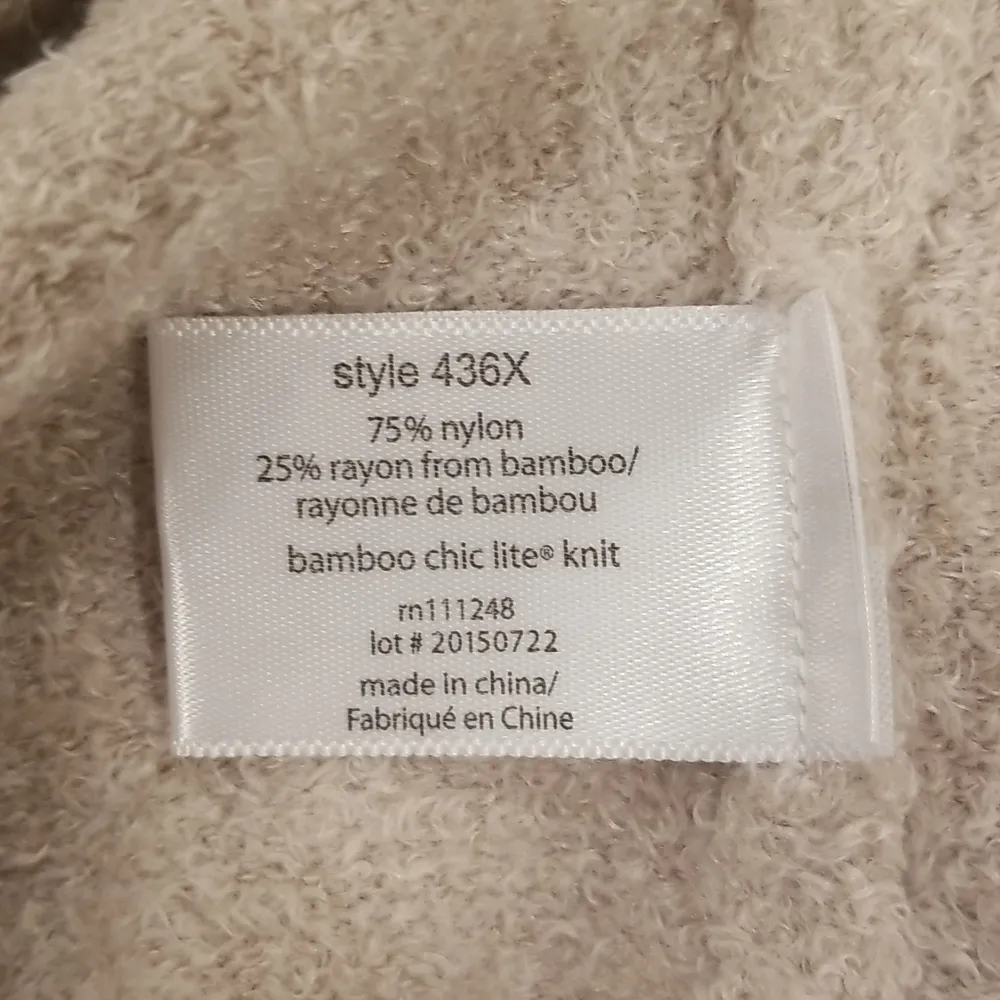 style 436X
75% nylon
25% rayon from bamboo/
rayonne de bambou
bamboo chic lite® knit
rn111248
lot # 20150722
made in china/
Fabriqué en Chine